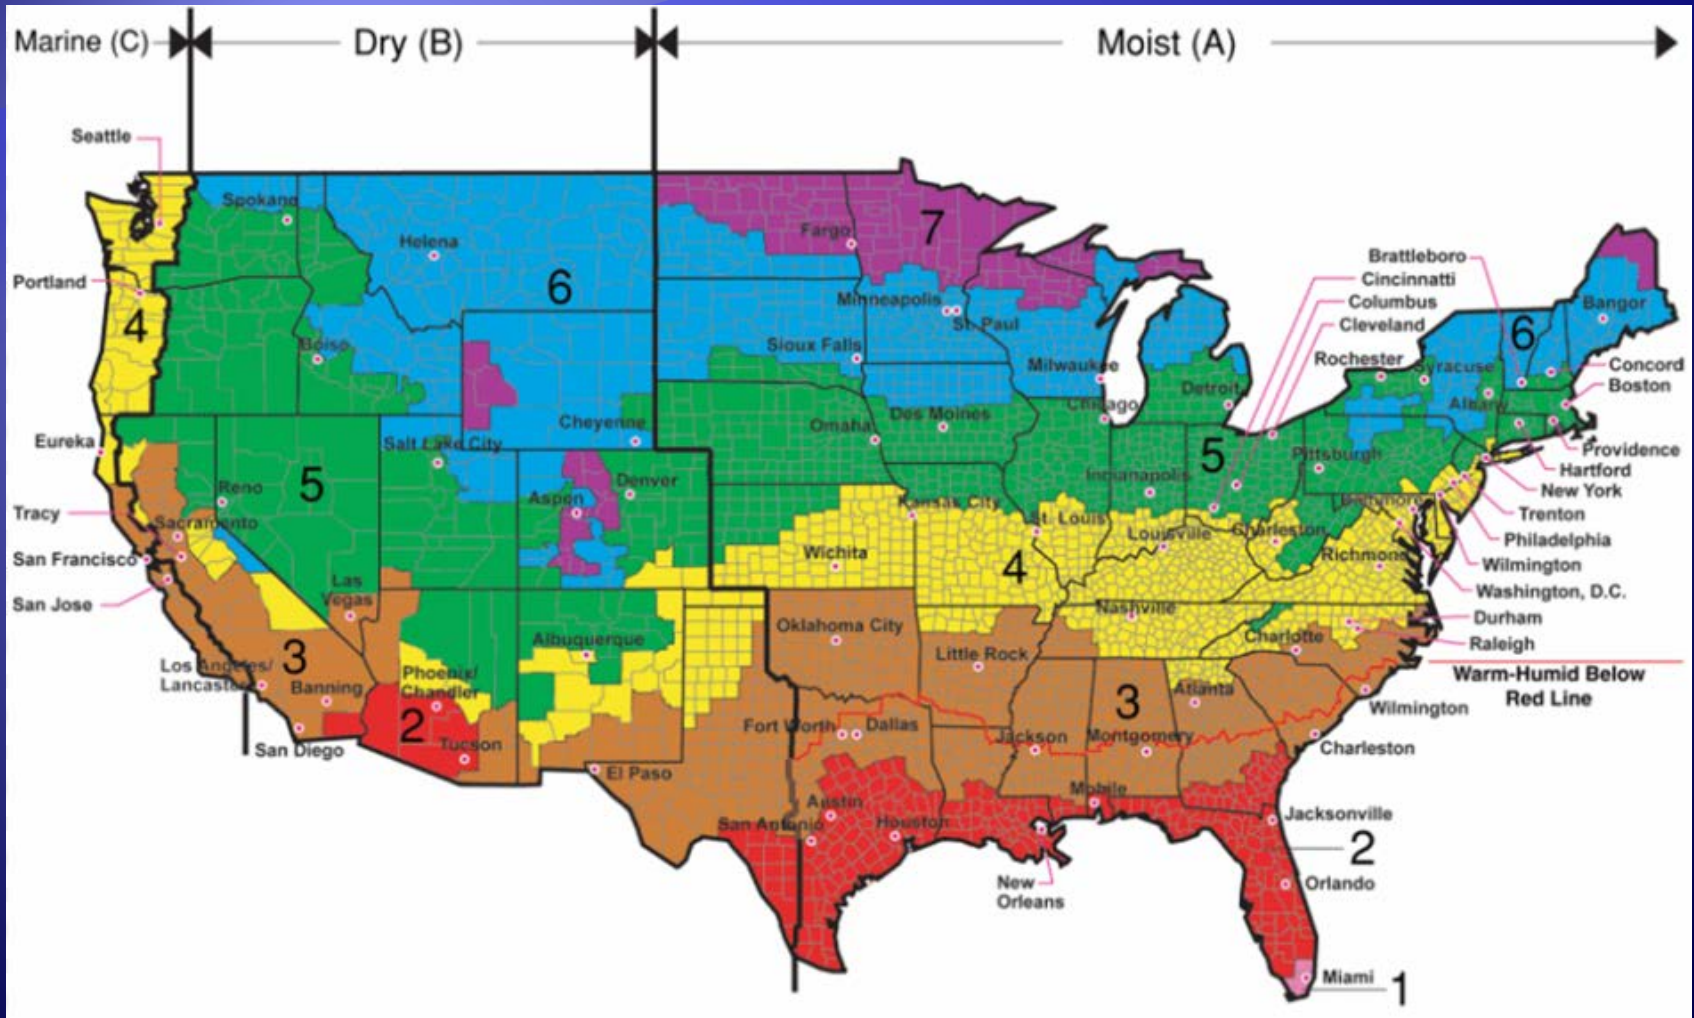 Marine (C)
Dry (B)
Moist (A)
Seattle
Spokane
Helena
Fargo
7
Portland
4
6
Minneapolis
St. Paul
Brattleboro
Cincinnatti
Columbus
Cleveland
Bangor
6
Boise
Sioux Falls
Milwaukee
Rochester
Syracuse
Concord
Detroit
Boston
Cheyenne
Des Moines
Chicago
Albany
Omaha
Eureka
Salt Lake City
5
Pittsburgh
Providence
Indianapolis
Hartford
Reno
5
Denver
Aspen
New York
Kansas City
Baltimore
Tracy
Sacramento
St. Louis
Trenton
Louisville
Charleston
Philadelphia
San Francisco
Wichita
Richmond
Wilmington
4
Las
Vegas
Washington, D.C.
San Jose
Nashville
Durham
Oklahoma City
Albuquerque
Charlotte
Raleigh
3
Little Rock
Los Angeles/
Lancaster
Phoenix/
Chandler
Warm-Humid Below
Red Line
Banning
Atlanta
3
Wilmington
2
Fort Worth
Dallas
Jackson
Montgomery
San Diego
Tucson
Charleston
El Paso
Mobile
Austin
San Antonio
Houston
Jacksonville
2
New
Orleans
Orlando
Miami
1